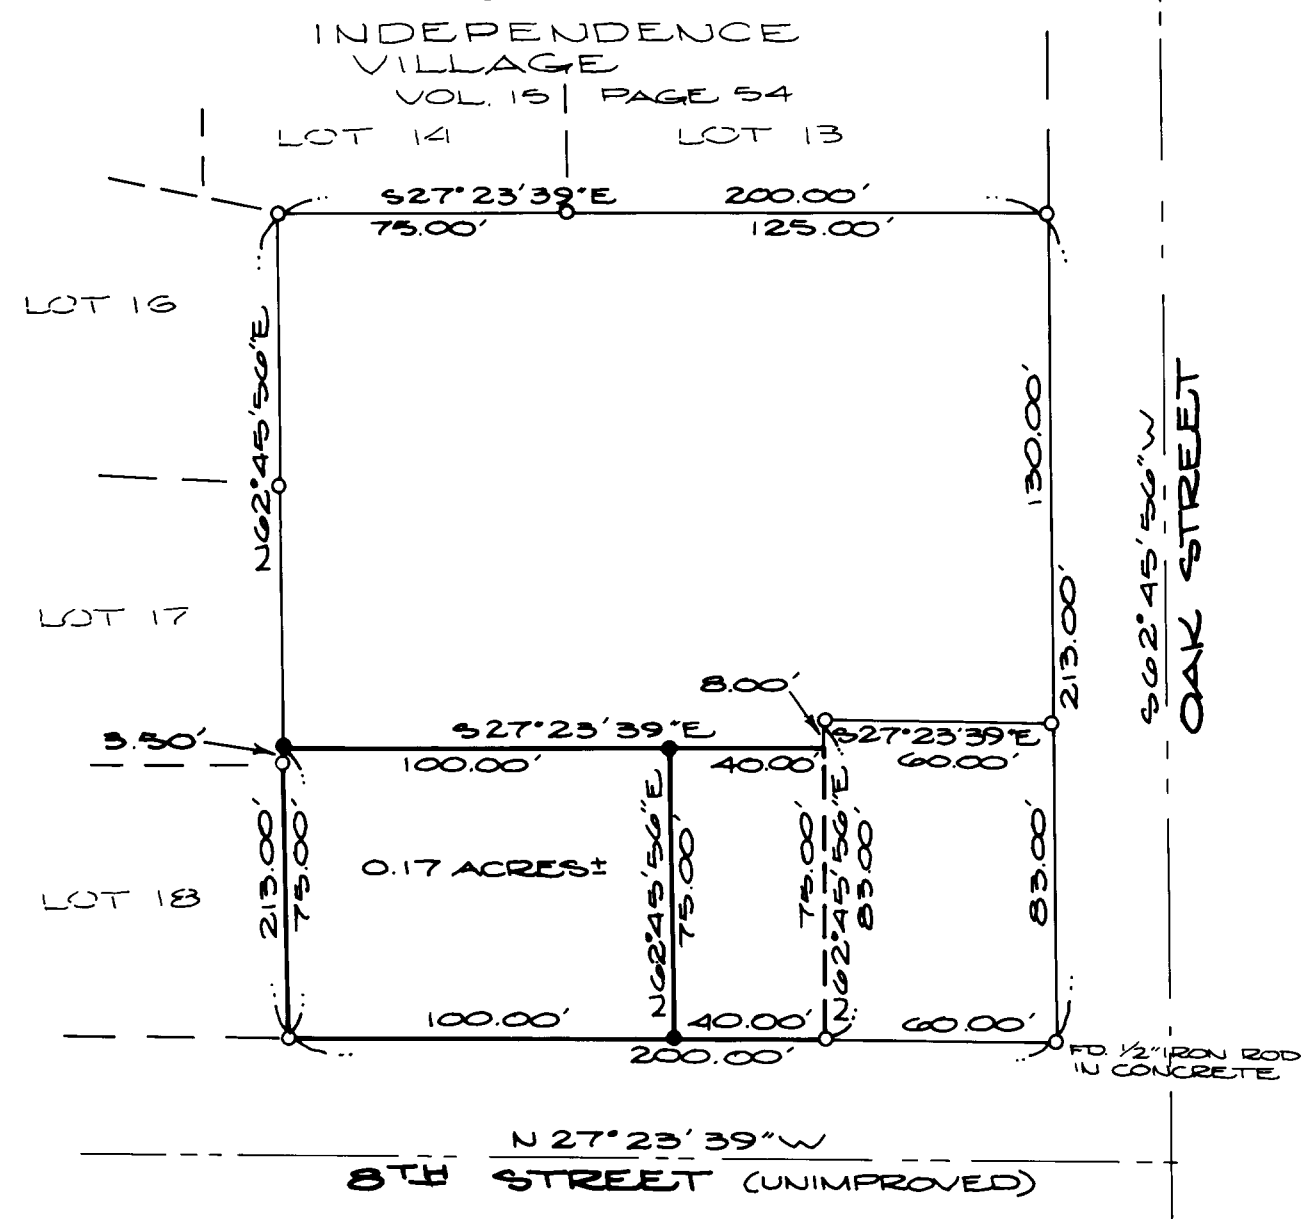 INDEPENDENCE
VILLAGE
VOL. 15 PAGE 54
LOT 14
LOT 13
S27°23'39"E
200.00'
75.00'
125.00'
LOT 16
N62°45'56"E
130.00'
S62°45'56"W
OAK STREET
LOT 17
213.00'
8.00'
3.50'
S27°23'39"E
S27°23'39"E
100.00'
40.00'
60.00'
213.00'
75.00'
0.17 ACRES±
N62°45'56"E
75.00'
75.00'
N62°45'56"E
83.00'
83.00'
LOT 18
100.00'
40.00'
60.00'
200.00'
FD. 1/2" IRON ROD
IN CONCRETE
N 27°23'39"W
8TH STREET (UNIMPROVED)